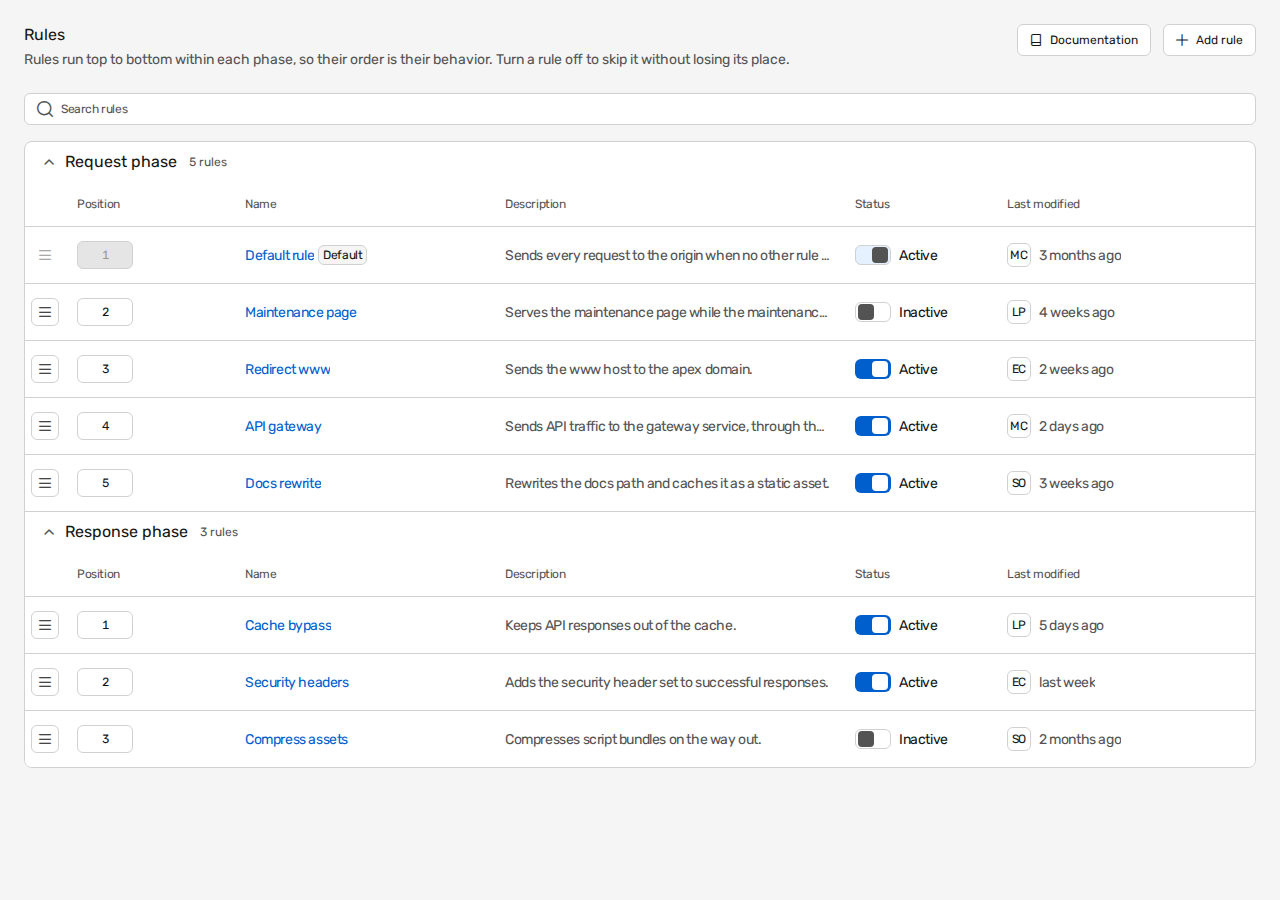 Rules
Rules run top to bottom within each phase, so their order is their behavior. Turn a rule off to skip it without losing its place.
Documentation
Add rule
Search rules
Request phase 5 rules
Position Name Description Status Last modified
1 Default rule Default Sends every request to the origin when no other rule … Active MC 3 months ago
2 Maintenance page Serves the maintenance page while the maintenanc… Inactive LP 4 weeks ago
3 Redirect www Sends the www host to the apex domain. Active EC 2 weeks ago
4 API gateway Sends API traffic to the gateway service, through th… Active MC 2 days ago
5 Docs rewrite Rewrites the docs path and caches it as a static asset. Active SO 3 weeks ago
Response phase 3 rules
Position Name Description Status Last modified
1 Cache bypass Keeps API responses out of the cache. Active LP 5 days ago
2 Security headers Adds the security header set to successful responses. Active EC last week
3 Compress assets Compresses script bundles on the way out. Inactive SO 2 months ago